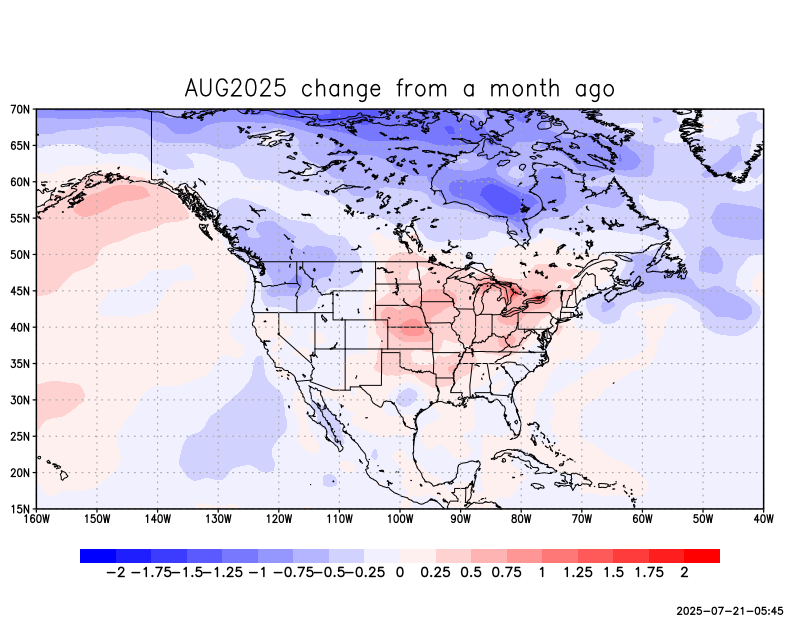 AUG2025 change from a month ago
70N
65N
60N
55N
50N
45N
40N
35N
30N
25N
20N
15N
160W 150W 140W 130W 120W 110W 100W 90W 80W 70W 60W 50W 40W
−2 −1.75 −1.5 −1.25 −1 −0.75 −0.5 −0.25 0 0.25 0.5 0.75 1 1.25 1.5 1.75 2
2025-07-21-05:45